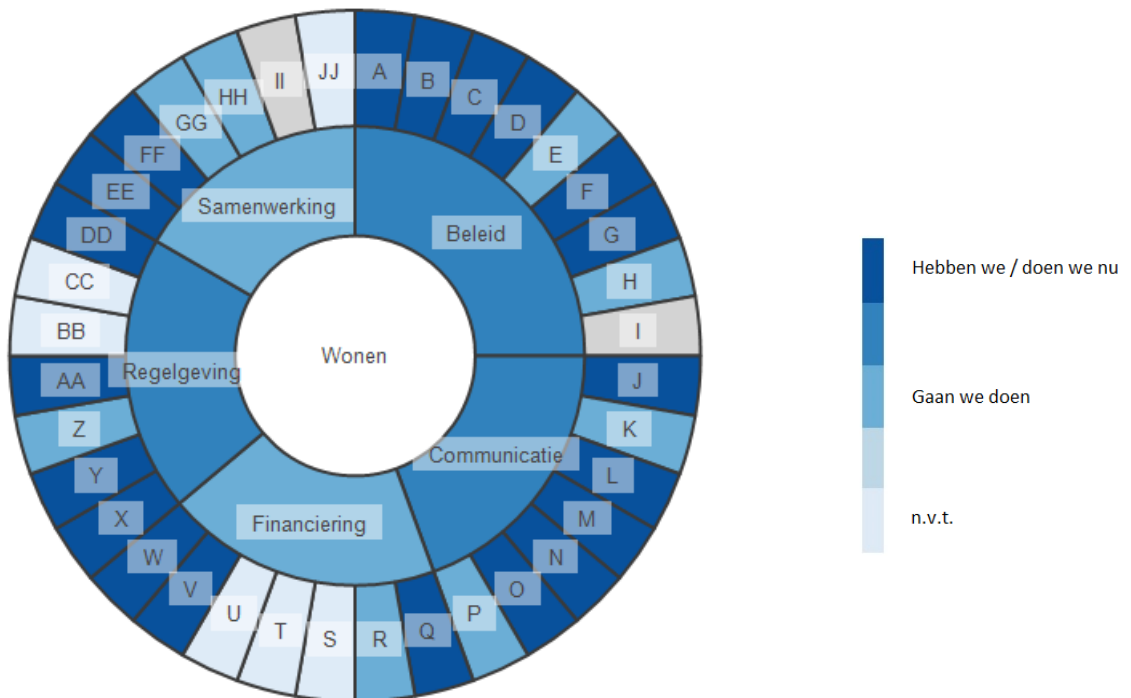 A
B
C
D
E
F
G
H
I
J
K
L
M
N
O
P
Q
R
S
T
U
V
W
X
Y
Z
AA
BB
CC
DD
EE
FF
GG
HH
II
JJ
Samenwerking
Beleid
Wonen
Regelgeving
Communicatie
Financiering
Hebben we / doen we nu
Gaan we doen
n.v.t.